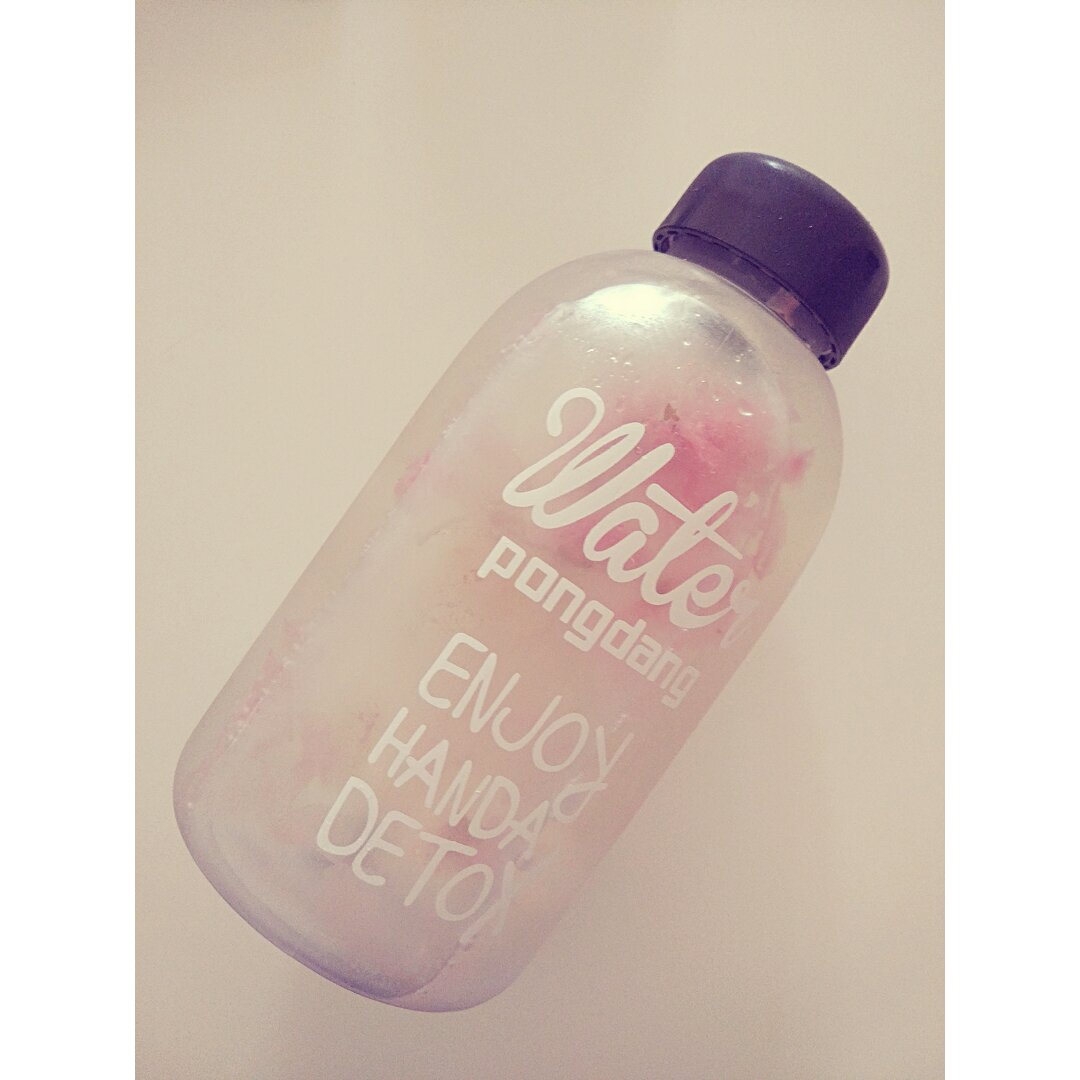 Water
pongdang
ENJOY
HANDA
DETOX